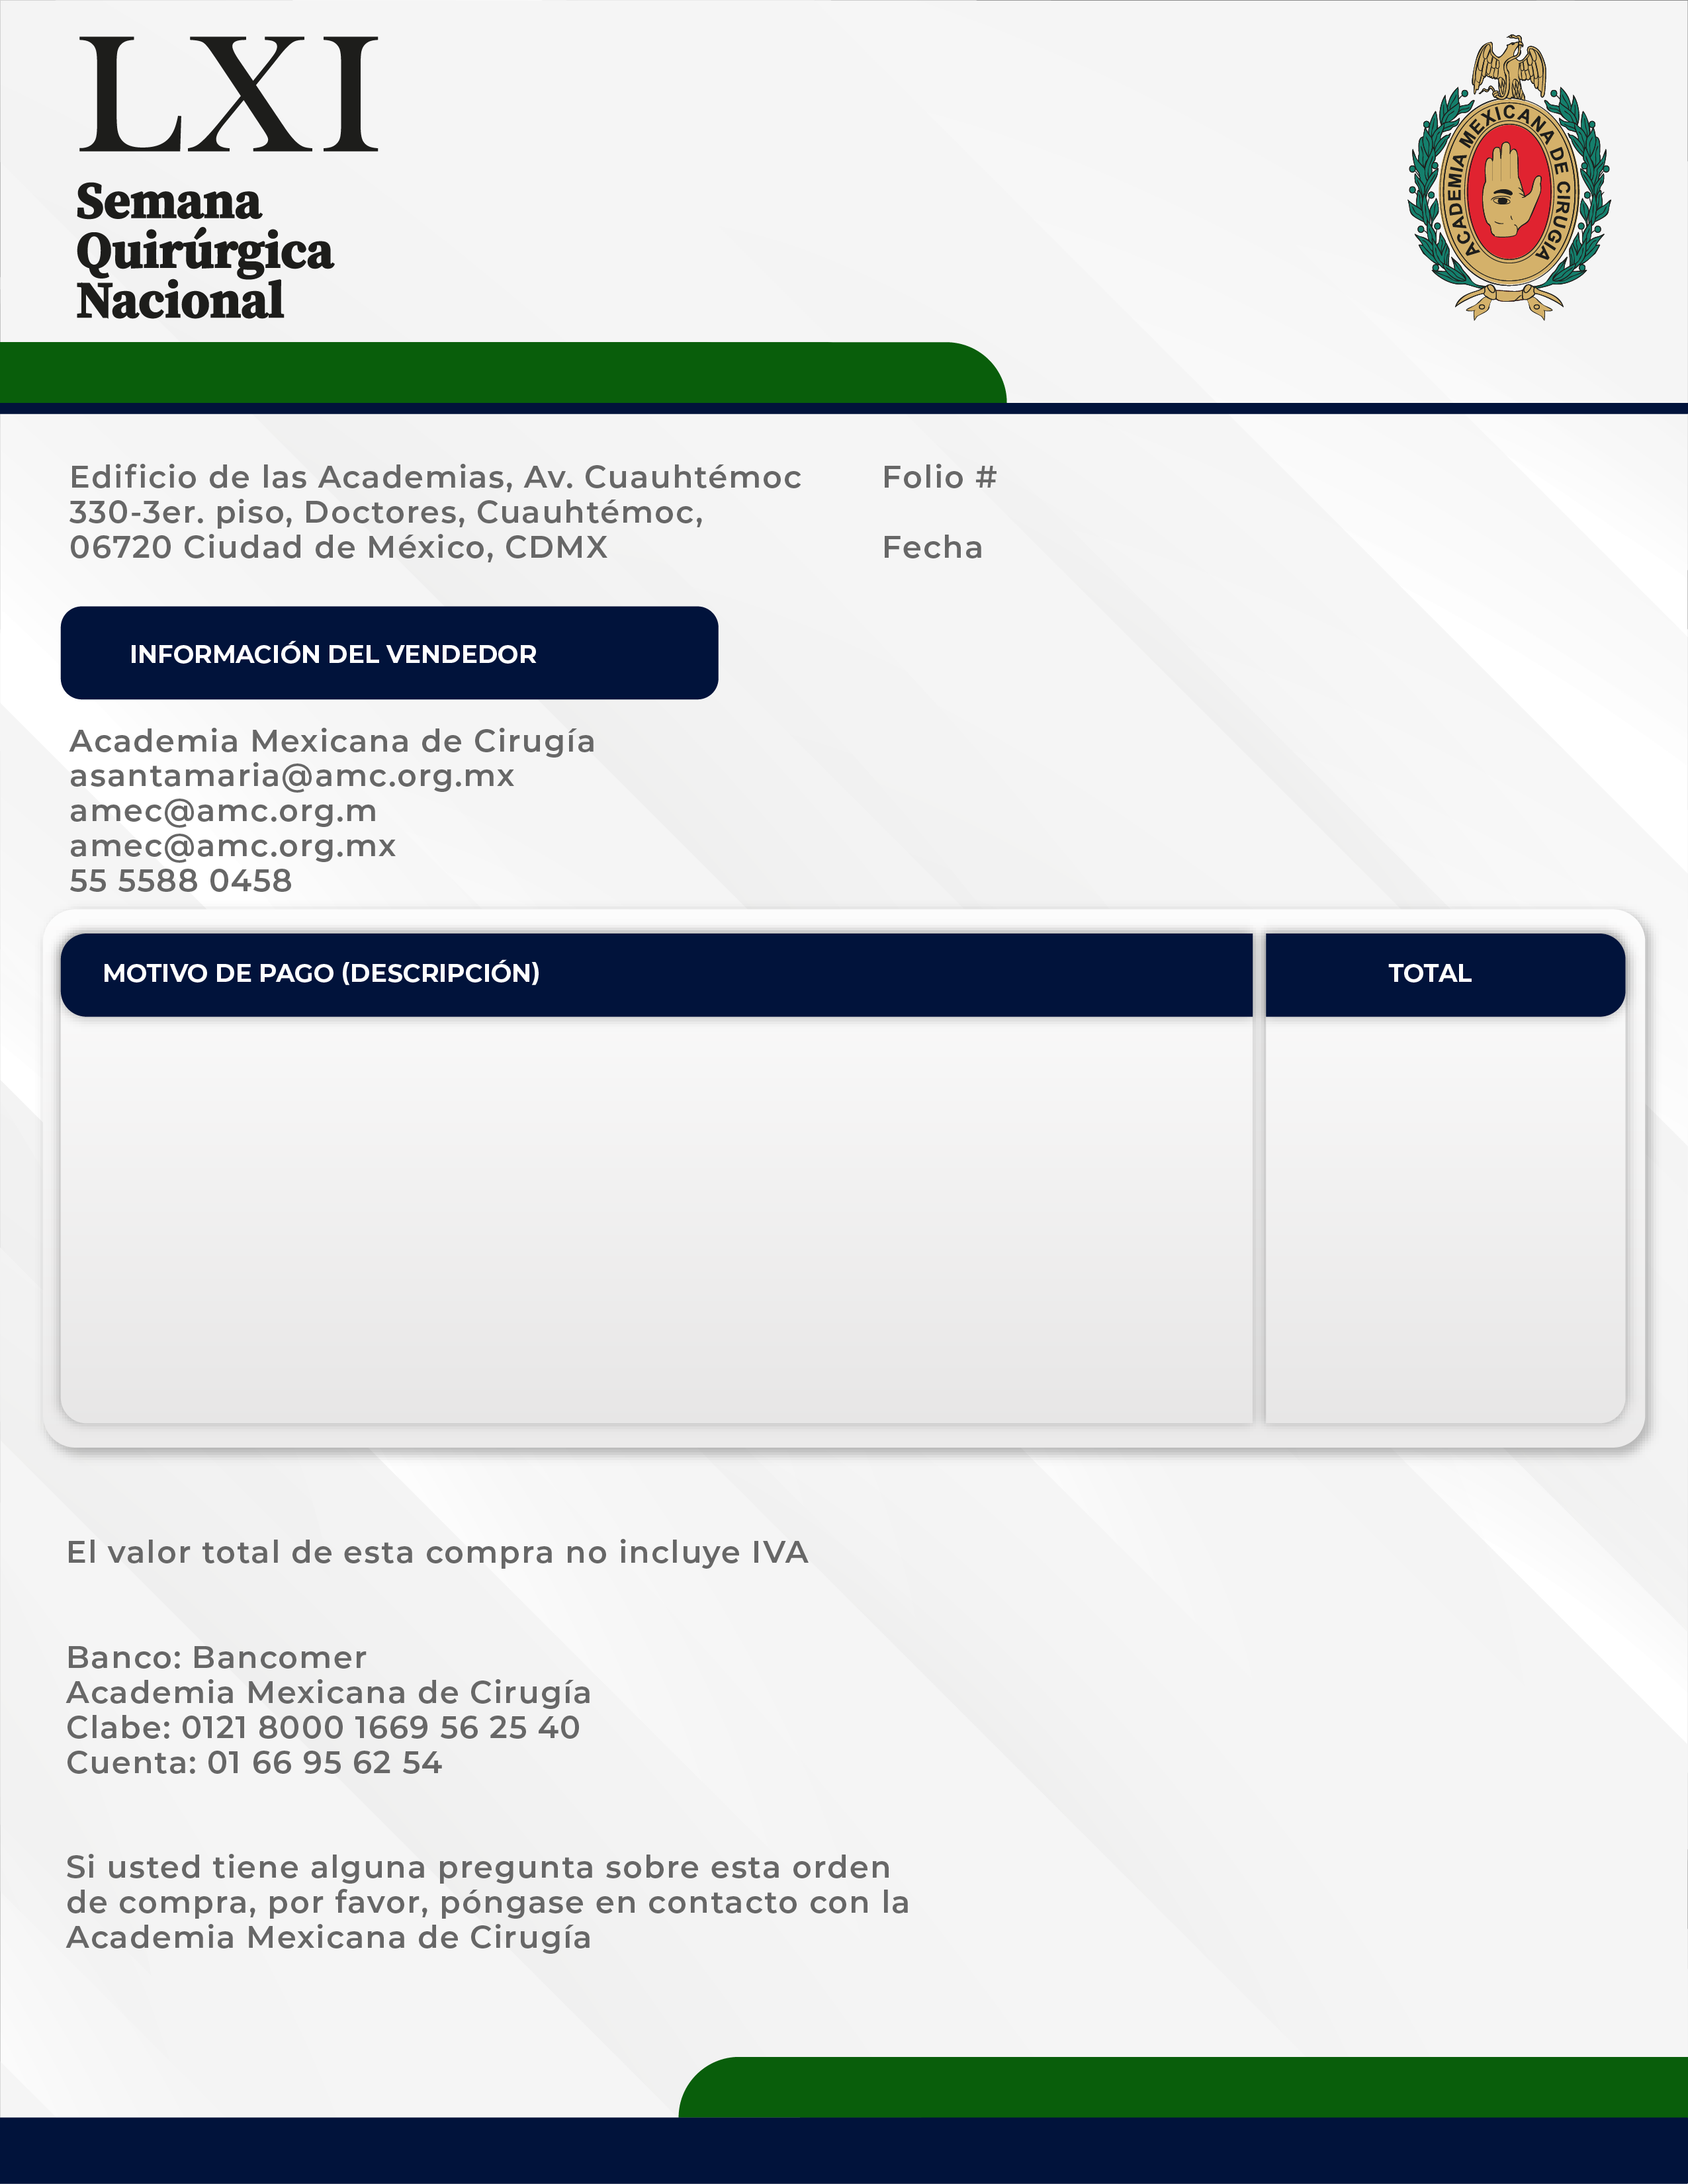 LXI
Semana
Quirúrgica
Nacional
ACADEMIA MEXICANA DE CIRUGÍA
Edificio de las Academias, Av. Cuauhtémoc
330-3er. piso, Doctores, Cuauhtémoc,
06720 Ciudad de México, CDMX
Folio #
Fecha
INFORMACIÓN DEL VENDEDOR
Academia Mexicana de Cirugía
asantamaria@amc.org.mx
amec@amc.org.m
amec@amc.org.mx
55 5588 0458
MOTIVO DE PAGO (DESCRIPCIÓN)
TOTAL
El valor total de esta compra no incluye IVA
Banco: Bancomer
Academia Mexicana de Cirugía
Clabe: 0121 8000 1669 56 25 40
Cuenta: 01 66 95 62 54
Si usted tiene alguna pregunta sobre esta orden
de compra, por favor, póngase en contacto con la
Academia Mexicana de Cirugía